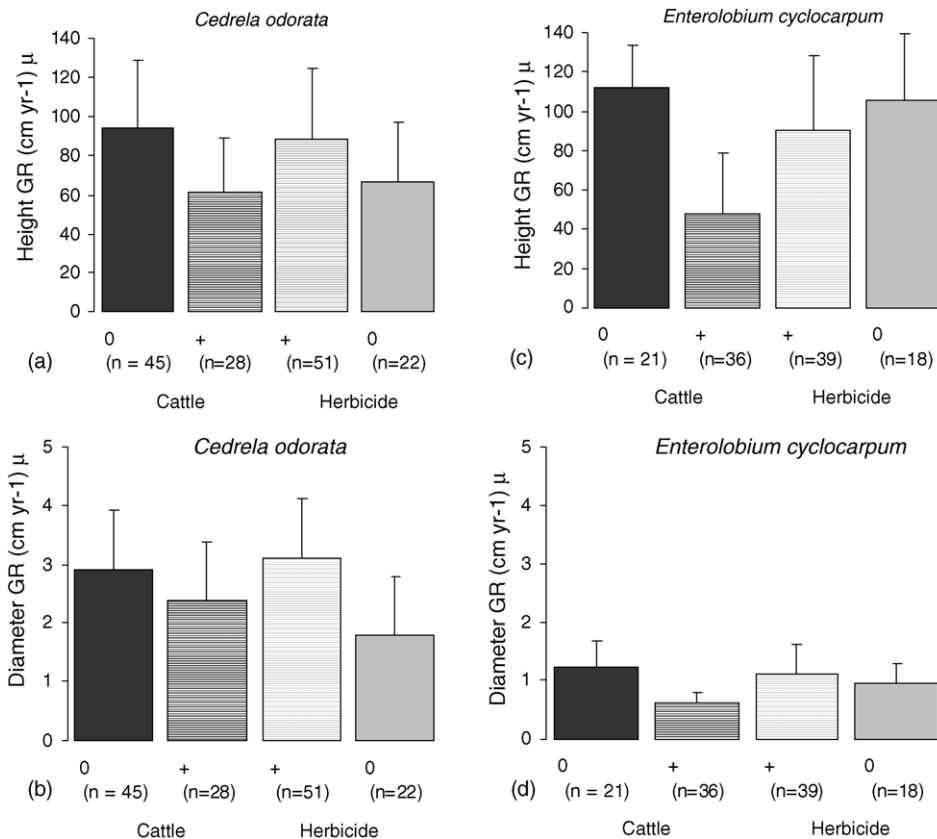 Cedrela odorata
Height GR (cm yr-1) µ
140
120
100
80
60
40
20
0
0 + + 0
(a) (n = 45) (n=28) (n=51) (n=22)
Cattle Herbicide
Enterolobium cyclocarpum
Height GR (cm yr-1) µ
140
120
100
80
60
40
20
0
0 + + 0
(c) (n = 21) (n=36) (n=39) (n=18)
Cattle Herbicide
Cedrela odorata
Diameter GR (cm yr-1) µ
5
4
3
2
1
0
0 + + 0
(b) (n = 45) (n=28) (n=51) (n=22)
Cattle Herbicide
Enterolobium cyclocarpum
Diameter GR (cm yr-1) µ
5
4
3
2
1
0
0 + + 0
(d) (n = 21) (n=36) (n=39) (n=18)
Cattle Herbicide